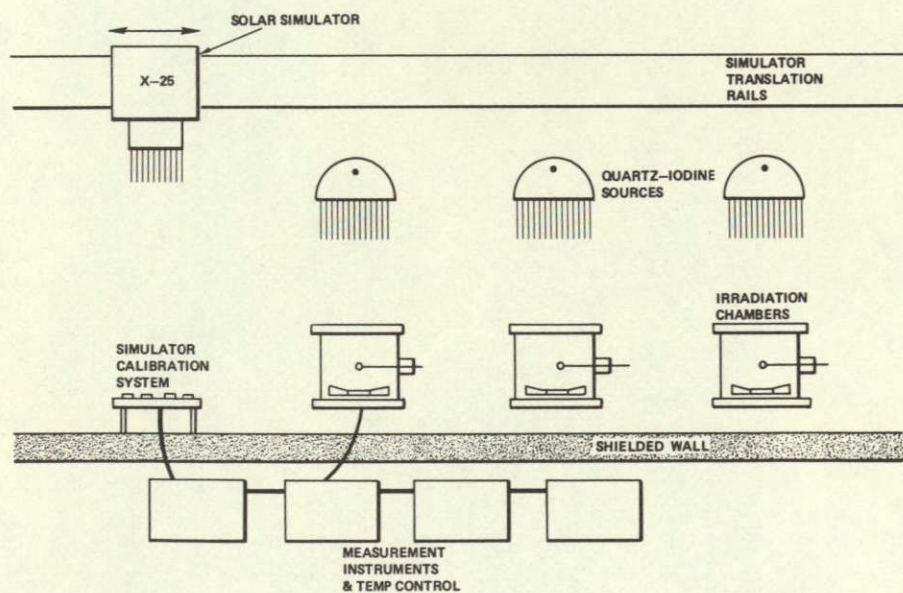 SOLAR SIMULATOR
X-25
SIMULATOR
TRANSLATION
RAILS
QUARTZ-IODINE
SOURCES
IRRADIATION
CHAMBERS
SIMULATOR
CALIBRATION
SYSTEM
SHIELDED WALL
MEASUREMENT
INSTRUMENTS
& TEMP CONTROL